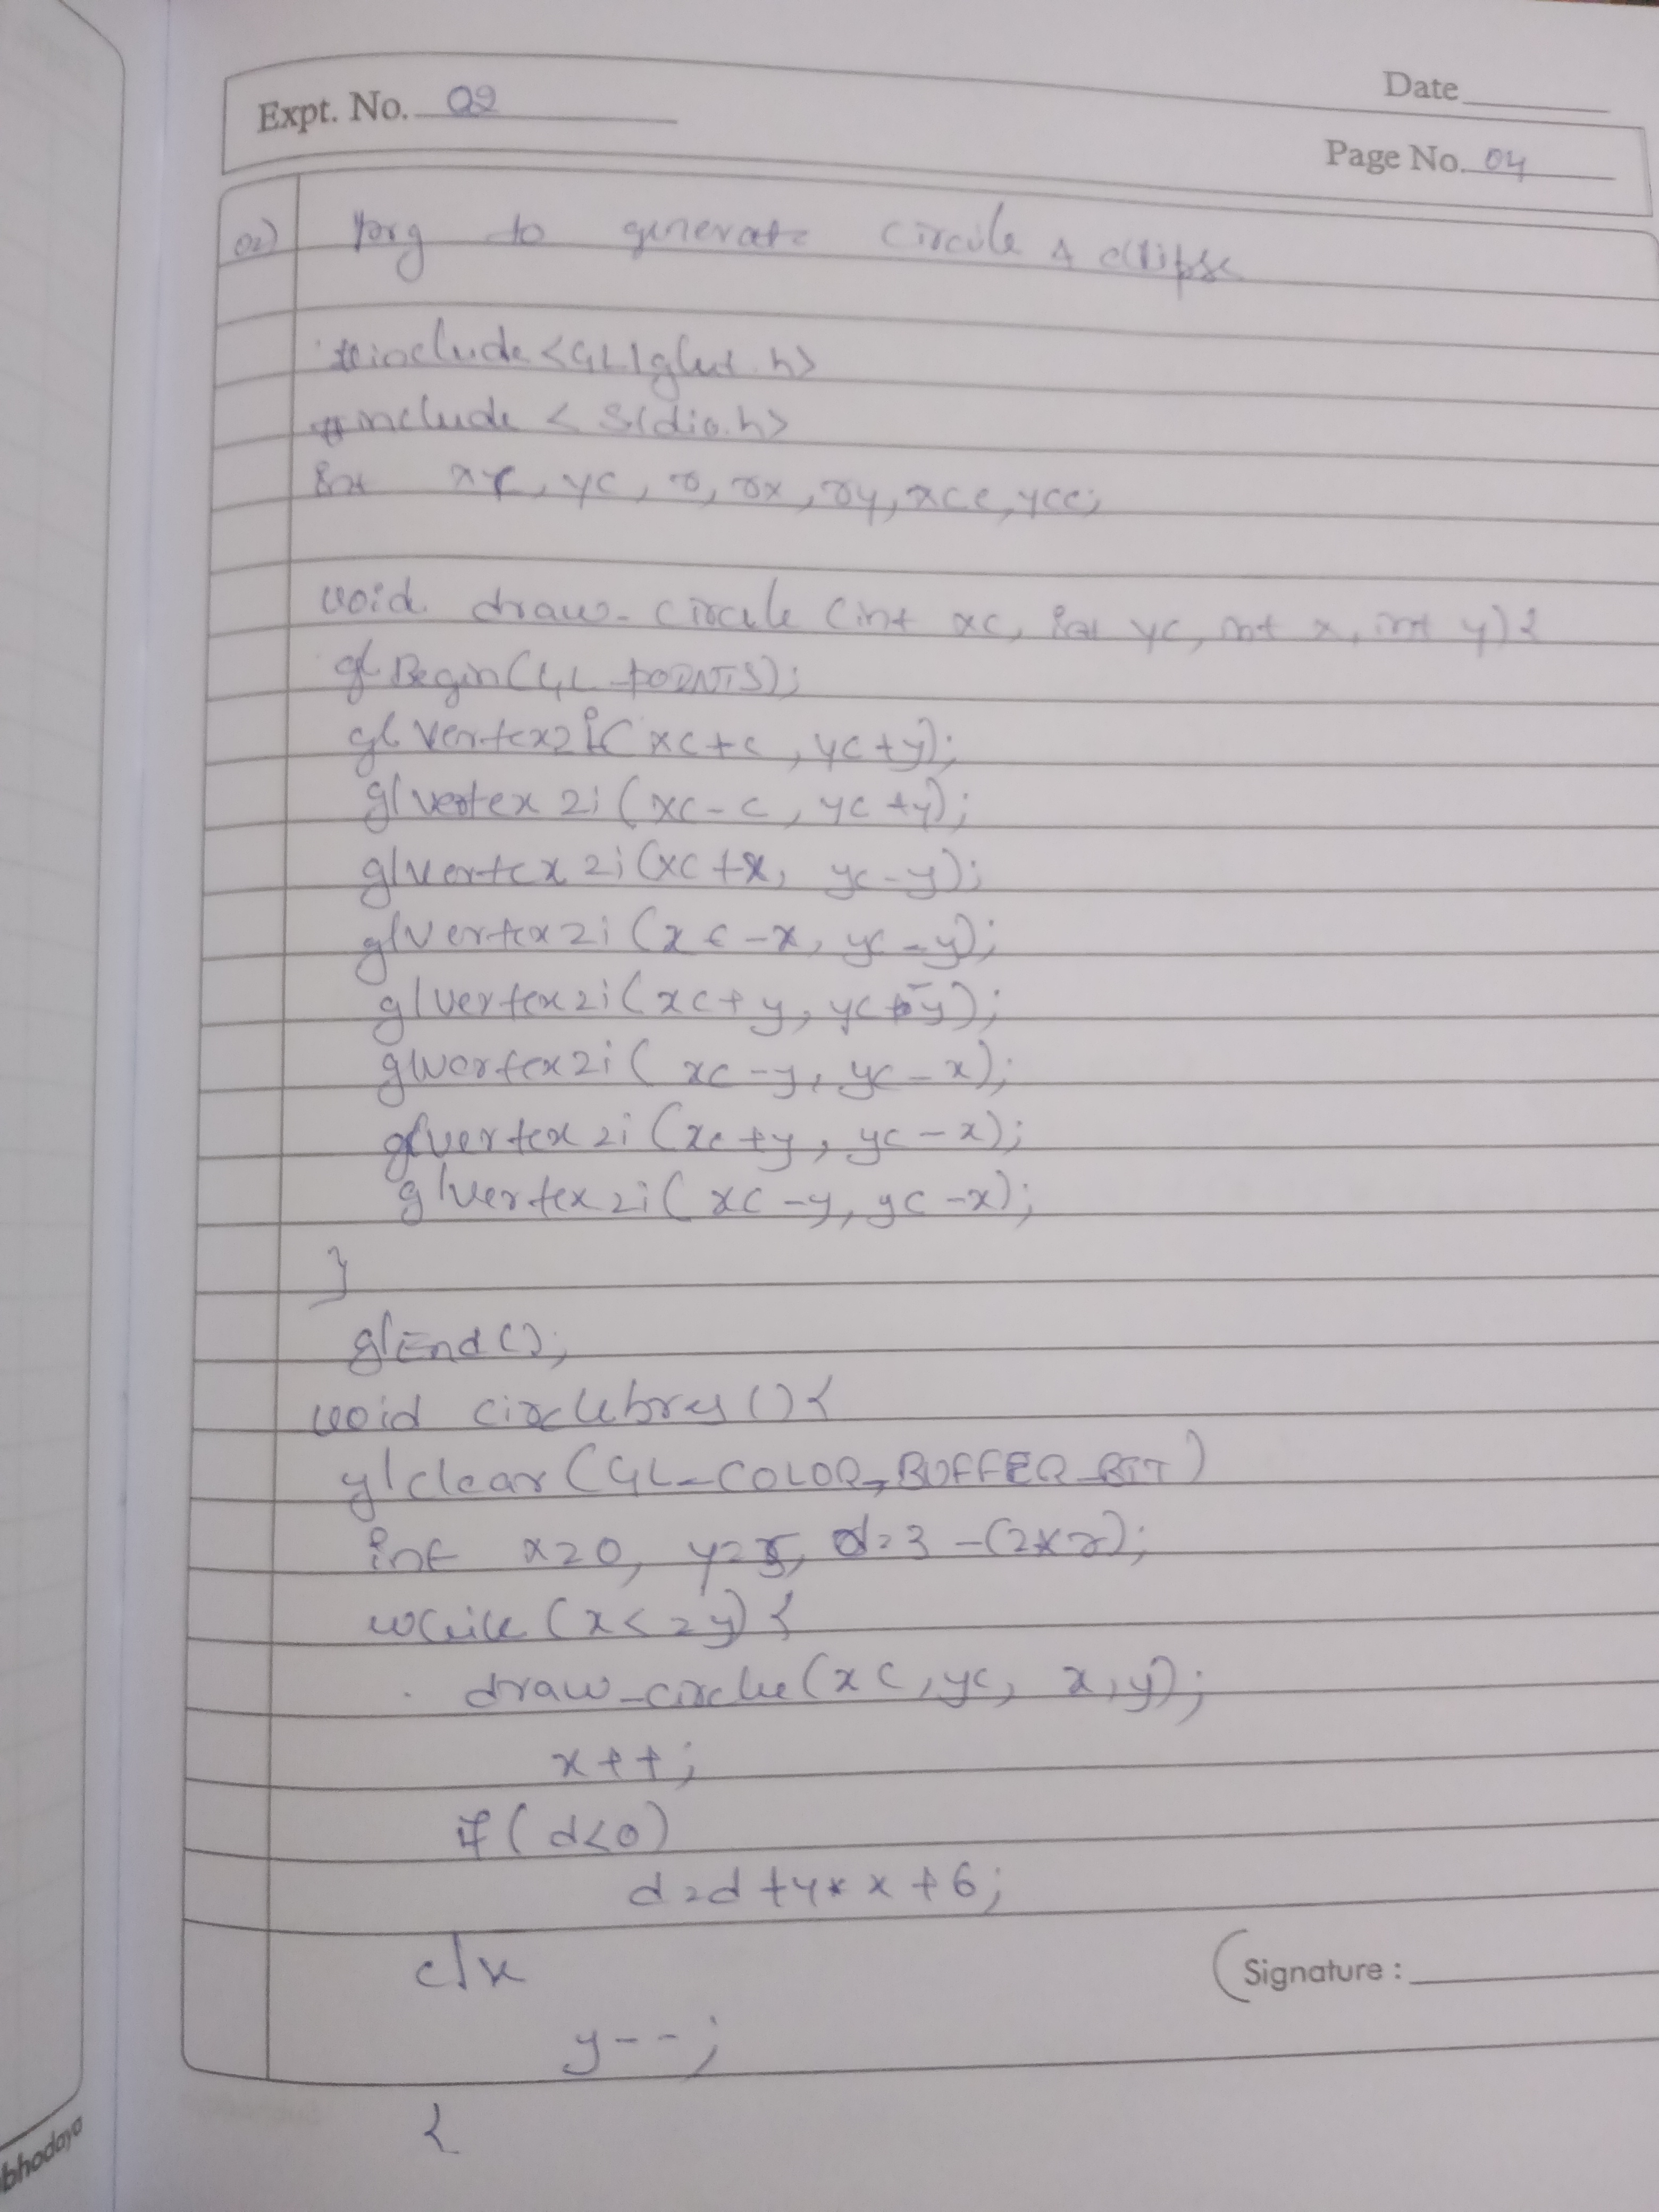 Date
Expt. No. 02
Page No. 04
02) Prg to generate circule & ellipse
#include <GL/glut.h>
#include < stdio.h>
int xc, yc, r, rx, ry, xce, yce;
void draw_circule (int xc, int yc, int x, int y) {
glBegin(GL_POINTS);
glVertex2i( xc+c, yc+y);
glvertex 2i (xc-c, yc+y);
glvertex 2i (xc+x, yc-y);
glVertex 2i (xc-x, yc-y);
glvertex2i(xc+y, yc-y);
glvertex2i( xc-y, yc-x);
glvertex 2i (xc+y, yc-x);
glvertex2i( xc-y, yc-x);
}
glEnd();
void circlebres () {
glclear (GL_COLOR_BUFFER_BIT)
int x=0, y=r, d=3-(2*r);
while (x<=y) {
draw_circle (xc, yc, x, y);
x++;
if (d<0)
d=d+4*x+6;
else
Signature :
y--;
{
bhodaya